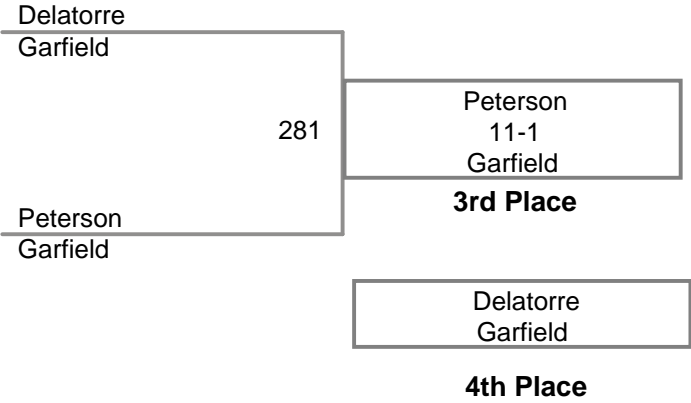 Delatorre
Garfield
281
Peterson
11-1
Garfield
3rd Place
Peterson
Garfield
Delatorre
Garfield
4th Place